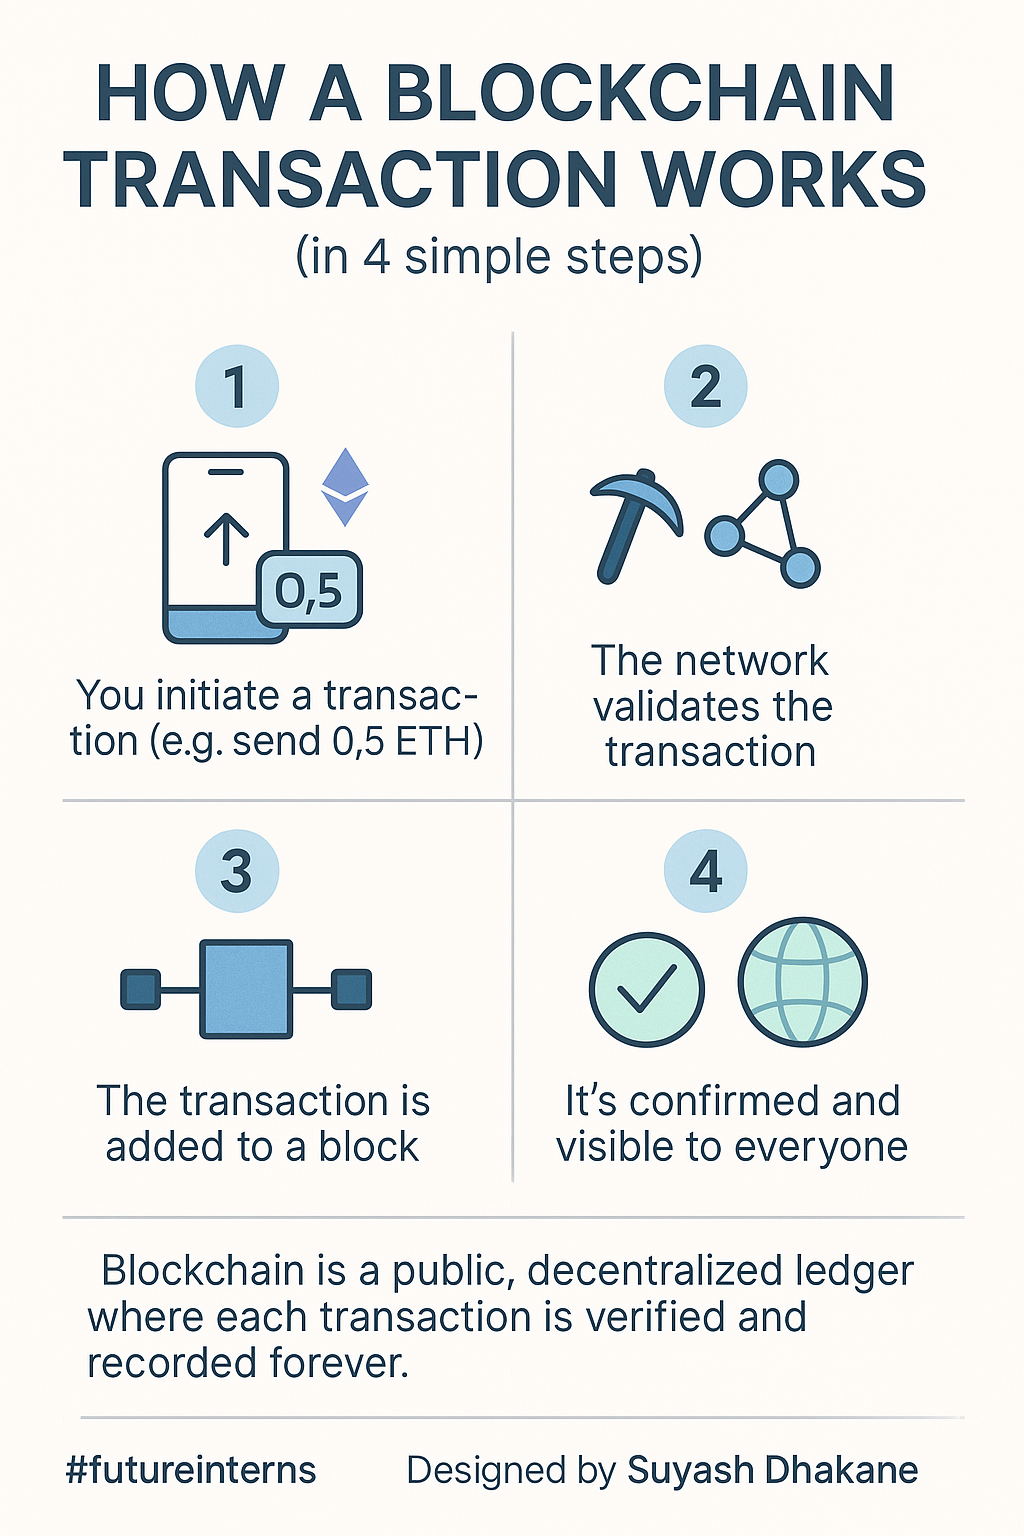 HOW A BLOCKCHAIN
TRANSACTION WORKS
(in 4 simple steps)
1
0,5
You initiate a transac-
tion (e.g. send 0,5 ETH)
2
The network
validates the
transaction
3
The transaction is
added to a block
4
It's confirmed and
visible to everyone
Blockchain is a public, decentralized ledger
where each transaction is verified and
recorded forever.
#futureinterns
Designed by Suyash Dhakane